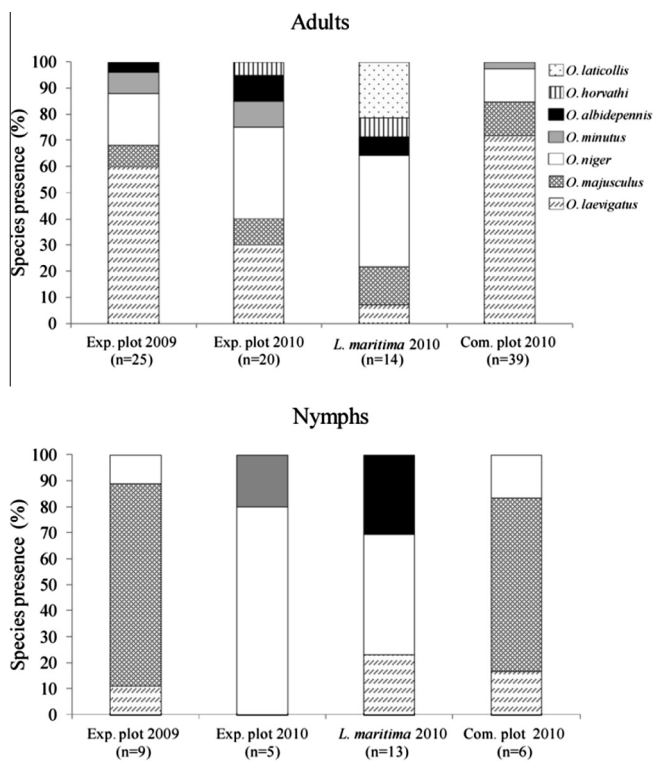 Adults
Species presence (%)
100
90
80
70
60
50
40
30
20
10
0
O. laticollis
O. horvathi
O. albidepennis
O. minutus
O. niger
O. majusculus
O. laevigatus
Exp. plot 2009 Exp. plot 2010 L. maritima 2010 Com. plot 2010
(n=25) (n=20) (n=14) (n=39)
Nymphs
Species presence (%)
100
90
80
70
60
50
40
30
20
10
0
Exp. plot 2009 Exp. plot 2010 L. maritima 2010 Com. plot 2010
(n=9) (n=5) (n=13) (n=6)